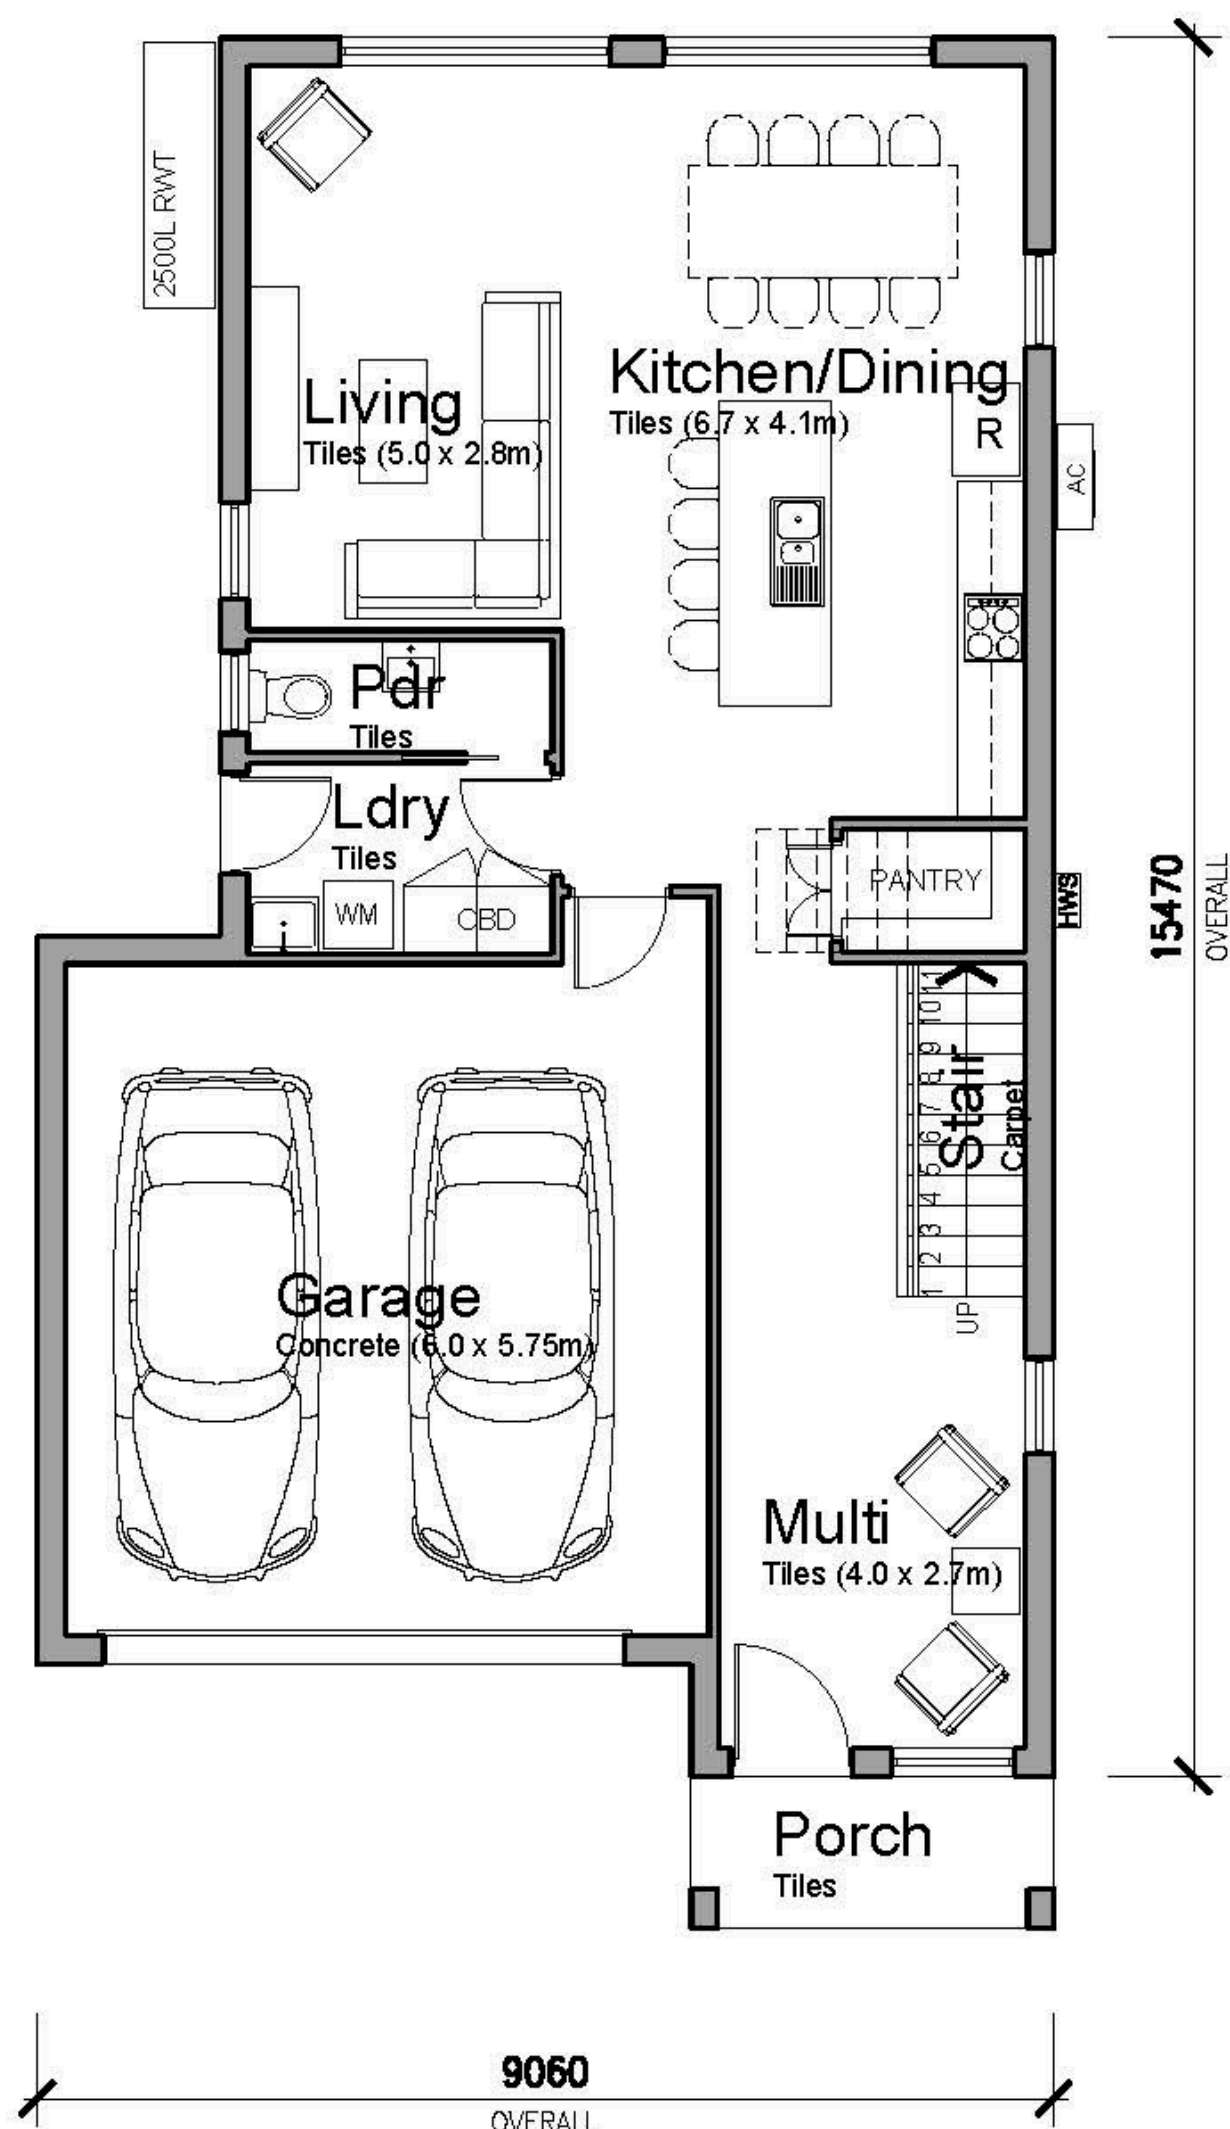 2500L RWT
Kitchen/Dining
Tiles (6.7 x 4.1m)
Living
Tiles (5.0 x 2.8m)
R
AC
Pdr
Tiles
Ldry
Tiles
WM
CBD
PANTRY
HWS
15470
OVERALL
11
10
9
8
7
6
5
4
3
2
1
Stair
Carpet
UP
Garage
Concrete (6.0 x 5.75m)
Multi
Tiles (4.0 x 2.7m)
Porch
Tiles
9060
OVERALL